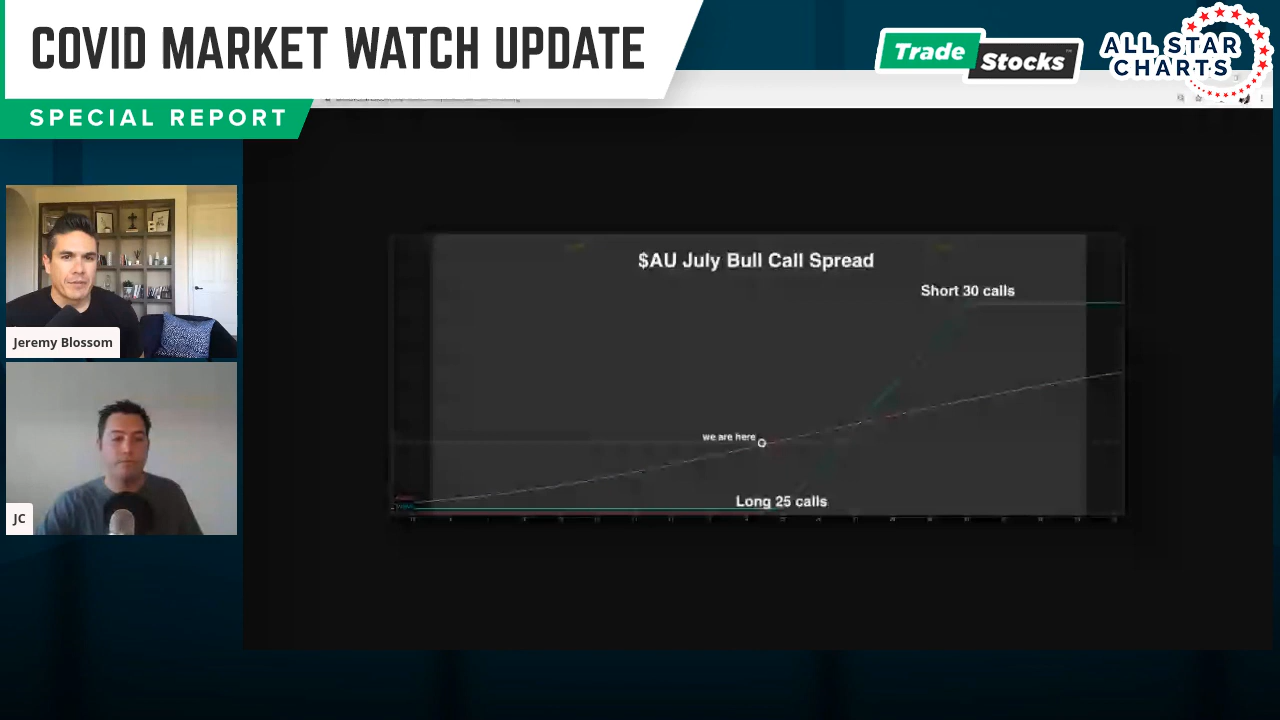 COVID MARKET WATCH UPDATE
SPECIAL REPORT
Trade
Stocks
ALL STAR
CHARTS
Jeremy Blossom
JC
$AU July Bull Call Spread
Short 30 calls
we are here
Long 25 calls